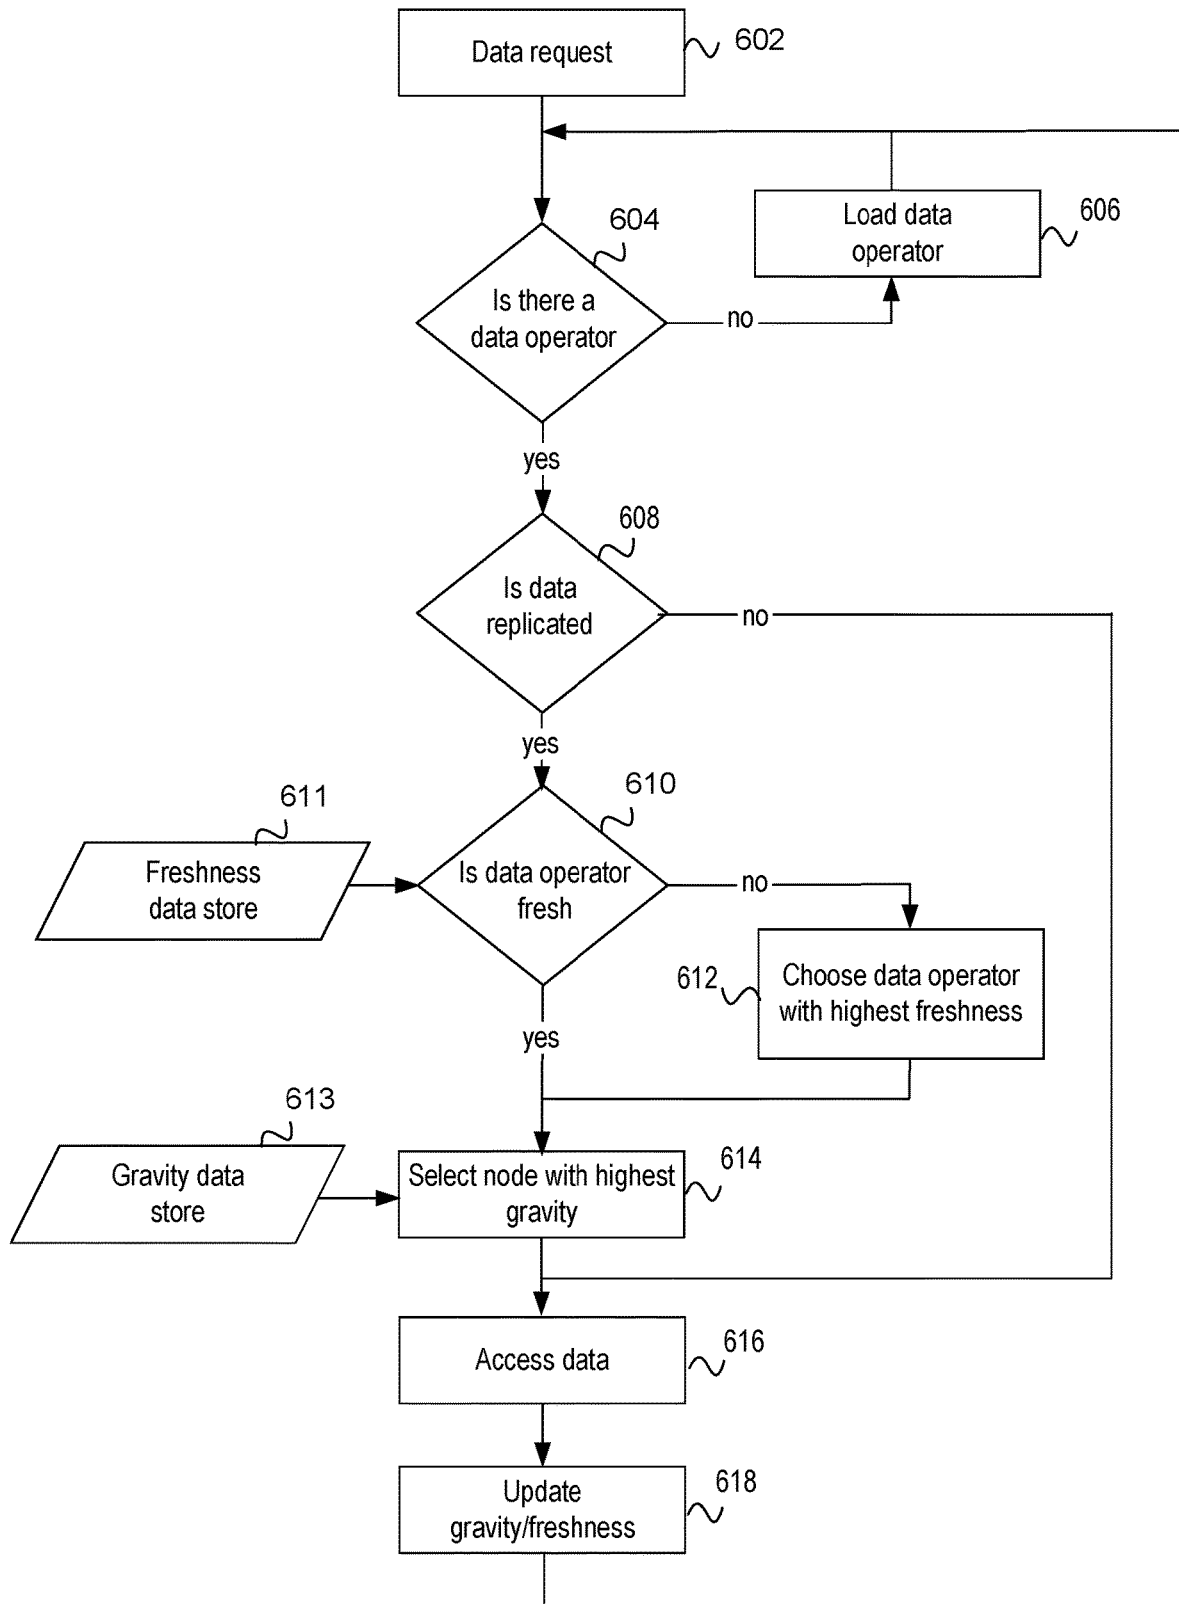 Data request
602
604
Load data
operator
606
Is there a
data operator
no
yes
608
Is data
replicated
no
yes
610
611
Freshness
data store
Is data operator
fresh
no
612
Choose data operator
with highest freshness
yes
613
Gravity data
store
Select node with highest
gravity
614
Access data
616
Update
gravity/freshness
618